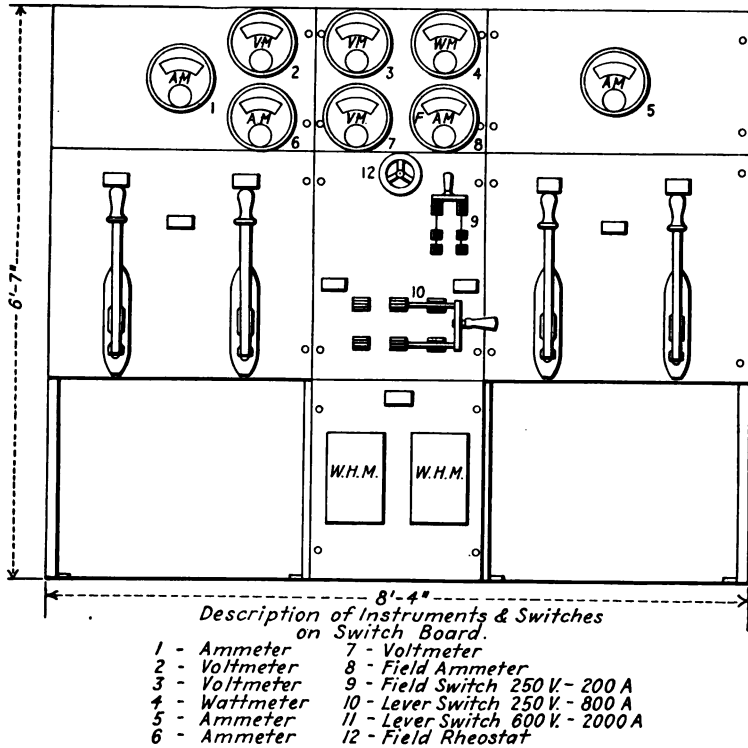 AM
1
VM
2
VM
3
WM
4
AM
5
A.M
6
VM.
7
F AM
8
12
9
10
6'-7"
W.H.M.
W.H.M.
8'-4"
Description of Instruments & Switches
on Switch Board.
1 - Ammeter 7 - Voltmeter
2 - Voltmeter 8 - Field Ammeter
3 - Voltmeter 9 - Field Switch 250 V. - 200 A
4 - Wattmeter 10 - Lever Switch 250 V. - 800 A
5 - Ammeter 11 - Lever Switch 600 V. - 2000 A
6 - Ammeter 12 - Field Rheostat